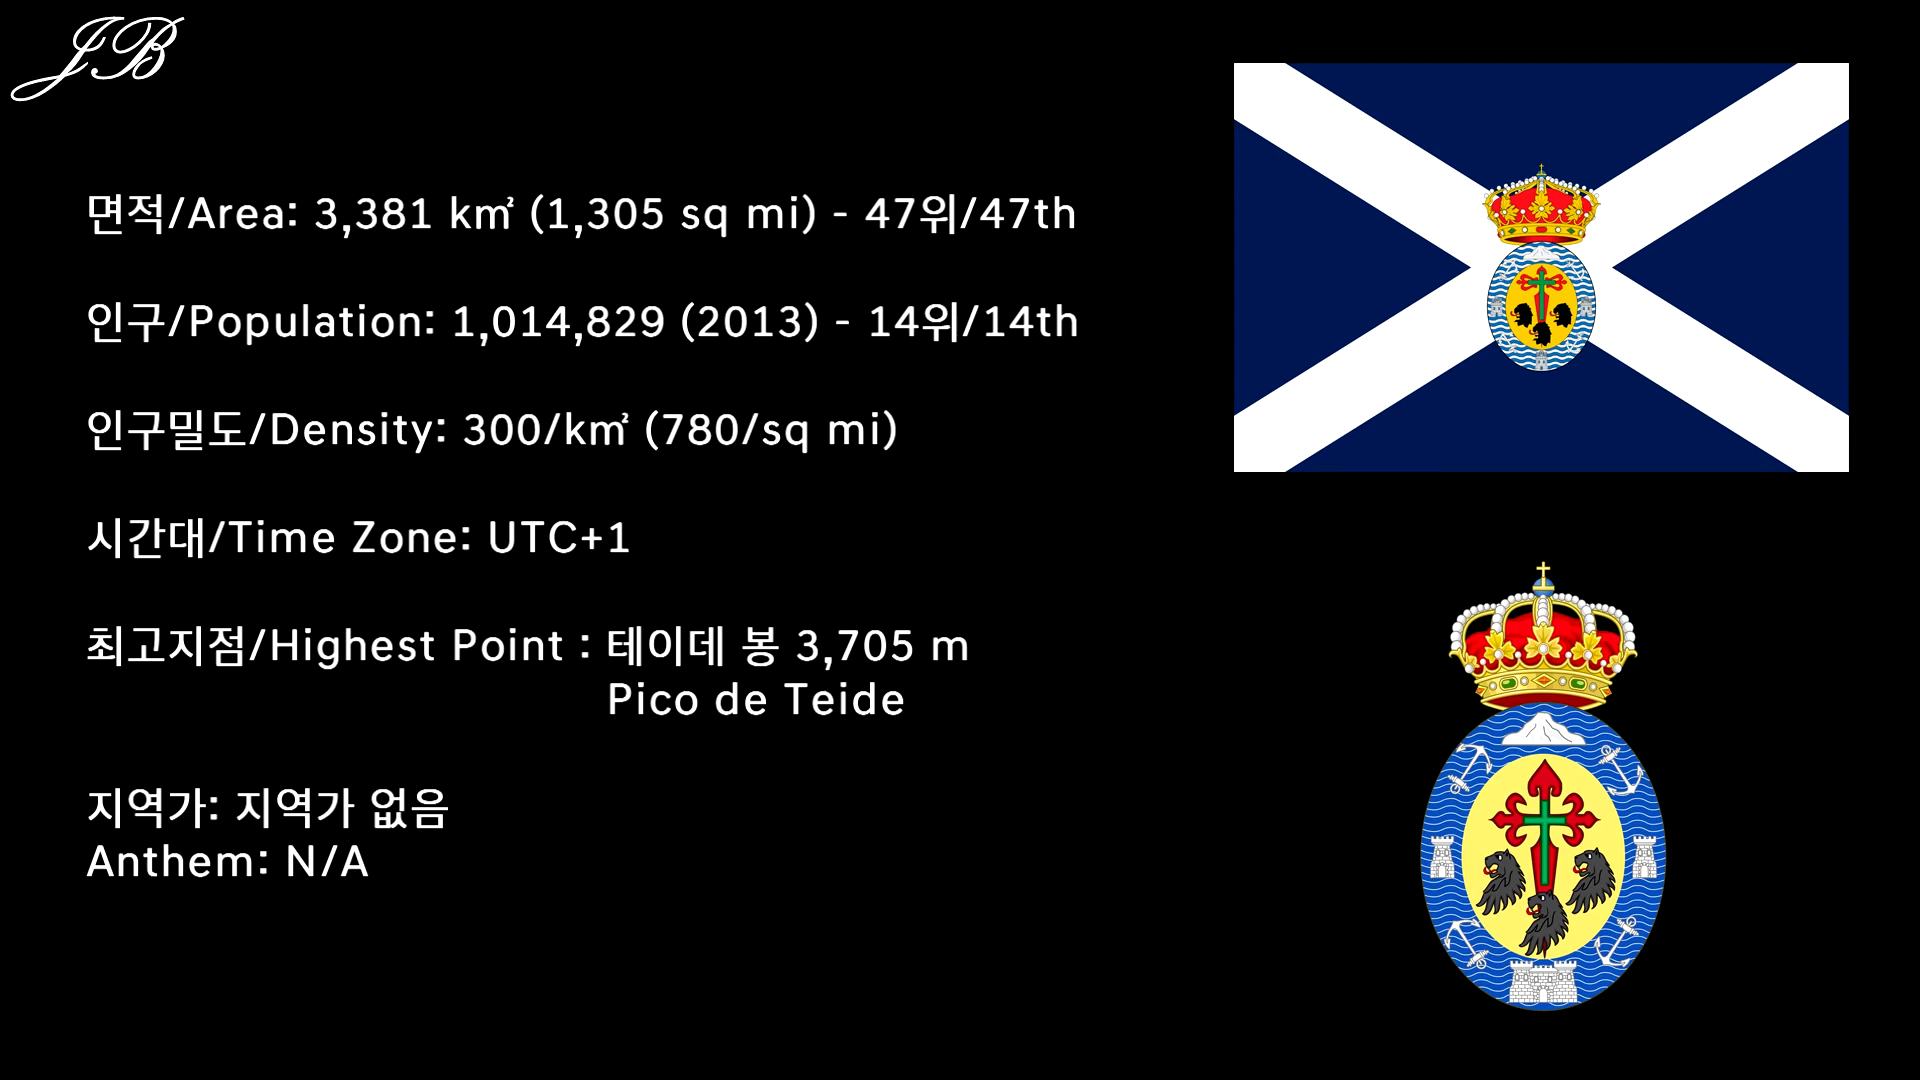 JB
면적/Area: 3,381 km² (1,305 sq mi) - 47위/47th
인구/Population: 1,014,829 (2013) - 14위/14th
인구밀도/Density: 300/km² (780/sq mi)
시간대/Time Zone: UTC+1
최고지점/Highest Point : 테이데 봉 3,705 m
Pico de Teide
지역가: 지역가 없음
Anthem: N/A